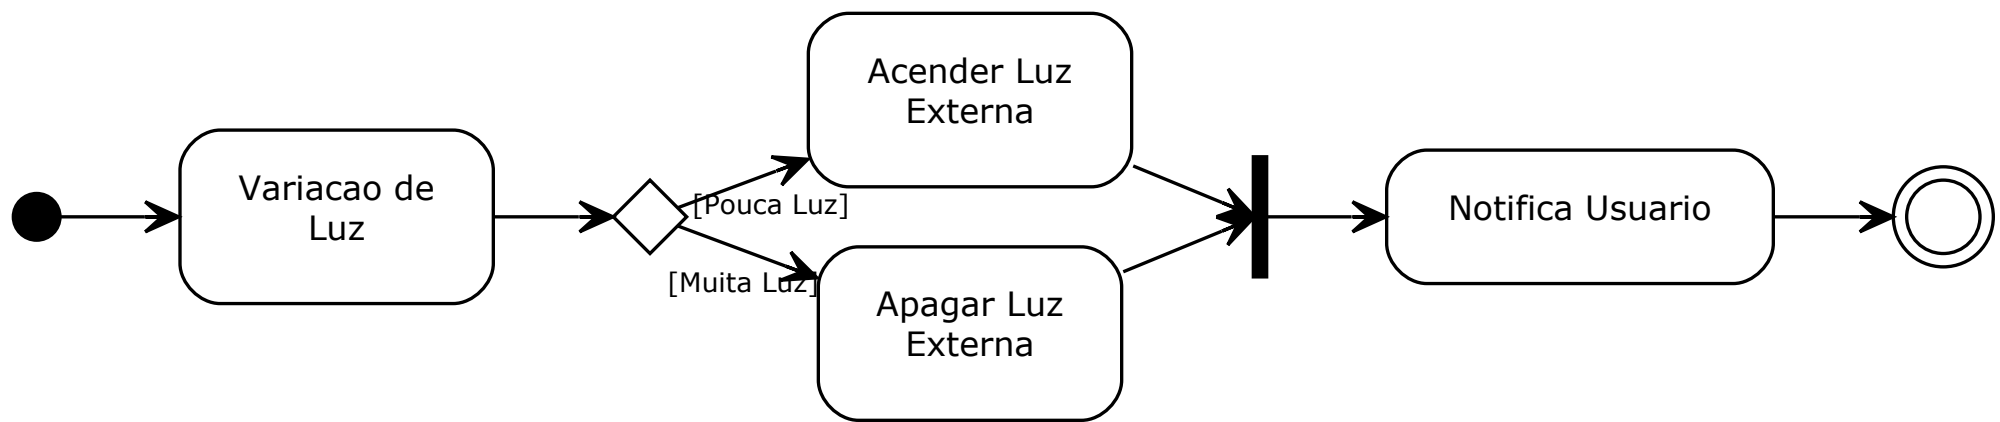 Variacao de
Luz
[Pouca Luz]
[Muita Luz]
Acender Luz
Externa
Apagar Luz
Externa
Notifica Usuario